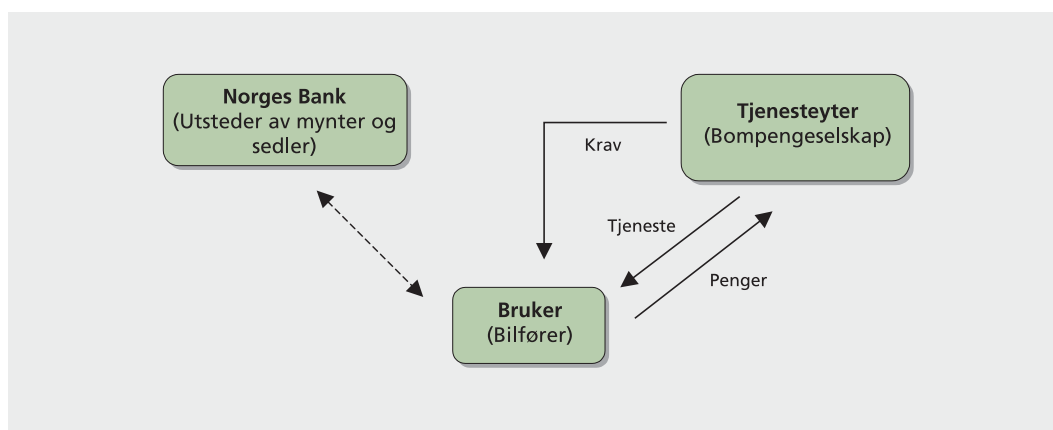 Norges Bank
(Utsteder av mynter og
sedler)
Tjenesteyter
(Bompengeselskap)
Krav
Tjeneste
Penger
Bruker
(Bilfører)